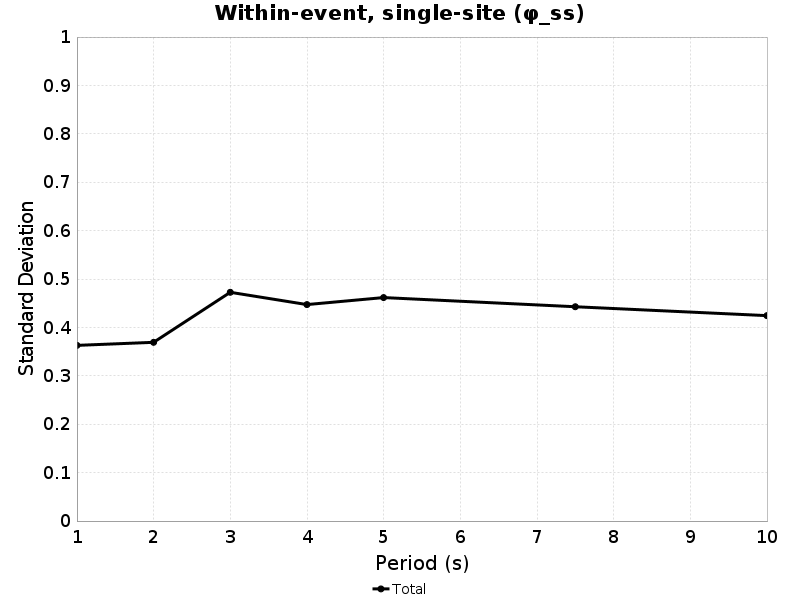 Within-event, single-site (φ_ss)
1
0.9
0.8
0.7
0.6
0.5
0.4
0.3
0.2
0.1
0
Standard Deviation
1 2 3 4 5 6 7 8 9 10
Period (s)
Total